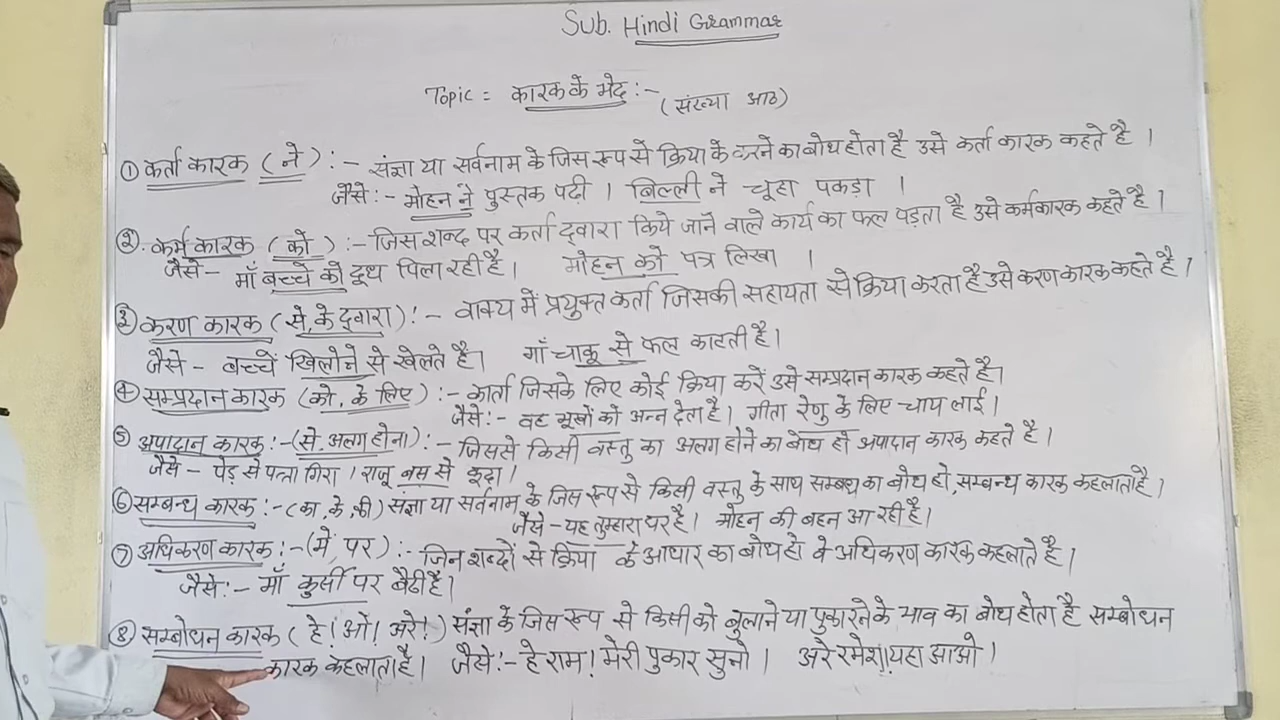 Sub. Hindi Grammar
Topic = कारक के भेद :- (संख्या आठ)
① कर्ता कारक (ने) :- संज्ञा या सर्वनाम के जिस रूप से क्रिया के करने का बोध होता है उसे कर्ता कारक कहते है ।
जैसे :- मोहन ने पुस्तक पढ़ी । बिल्ली ने चूहा पकड़ा ।
②. कर्म कारक (को) :- जिस शब्द पर कर्ता द्वारा किये जाने वाले कार्य का फल पड़ता है उसे कर्मकारक कहते है ।
जैसे - माँ बच्चे को दूध पिला रही है। मोहन को पत्र लिखा ।
③ करण कारक (से, के द्वारा) :- वाक्य में प्रयुक्त कर्ता जिसकी सहायता से क्रिया करता है उसे करण कारक कहते है ।
जैसे - बच्चें खिलोने से खेलते है। माँ चाकू से फल काटती है।
④ सम्प्रदान कारक (को, के लिए) :- कर्ता जिसके लिए कोई क्रिया करें उसे सम्प्रदान कारक कहते है।
जैसे :- वह भूखों को अन्न देता है। गीता रेणु के लिए चाय लाई।
⑤ अपादान कारक :- (से, अलग होना) :- जिससे किसी वस्तु का अलग होने का बोध हो अपादान कारक कहते है ।
जैसे - पेड़ से पत्ता गिरा । राजू बस से कूदा ।
⑥ सम्बन्ध कारक :- (का, के, की) संज्ञा या सर्वनाम के जिस रूप से किसी वस्तु के साथ सम्बन्ध का बोध हो, सम्बन्ध कारक कहलाता है ।
जैसे - यह तुम्हारा घर है। मोहन की बहन आ रही है।
⑦ अधिकरण कारक :- (में, पर) :- जिन शब्दों से क्रिया के आधार का बोध हो वे अधिकरण कारक कहलाते है ।
जैसे :- माँ कुर्सी पर बैठी है।
⑧ सम्बोधन कारक (हे! ओ! अरे!) संज्ञा के जिस रूप से किसी को बुलाने या पुकारने के भाव का बोध होता है सम्बोधन
कारक कहलाता है। जैसे :- हे राम! मेरी पुकार सुनो । अरे रमेश! यहा आओ ।